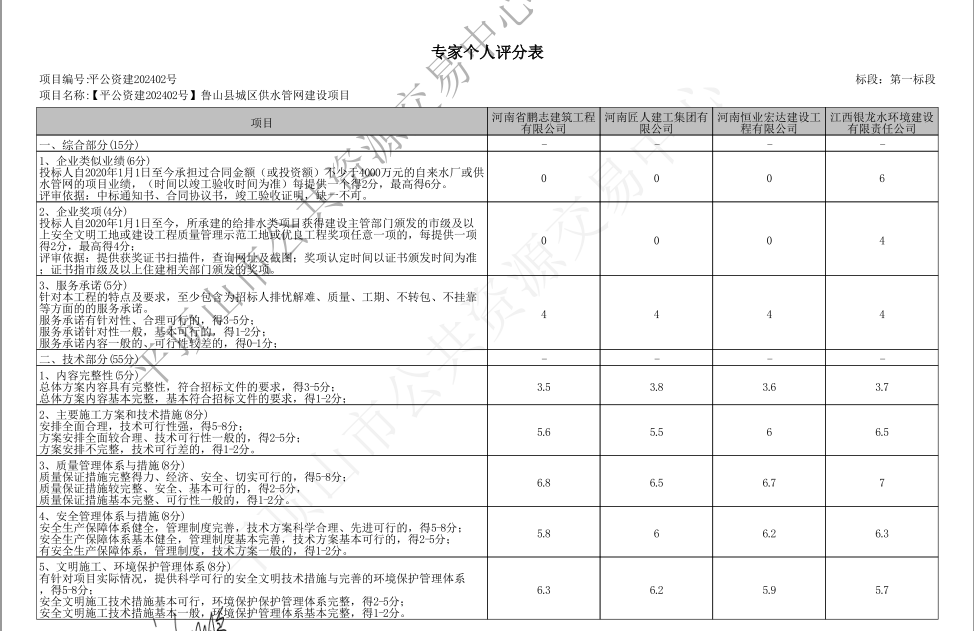 专家个人评分表
项目编号:平公资建202402号
标段：第一标段
项目名称:【平公资建202402号】鲁山县城区供水管网建设项目
项目
河南省鹏志建筑工程
有限公司
河南匠人建工集团有
限公司
河南恒业宏达建设工
程有限公司
江西银龙水环境建设
有限责任公司
一、综合部分(15分)
—
—
—
—
1、企业类似业绩(6分)
投标人自2020年1月1日至今承担过合同金额（或投资额）不少于4000万元的自来水厂或供
水管网的项目业绩，（时间以竣工验收时间为准）每提供一个得2分，最高得6分。
评审依据：中标通知书、合同协议书，竣工验收证明，缺一不可。
0
0
0
6
2、企业奖项(4分)
投标人自2020年1月1日至今，所承建的给排水类项目获得建设主管部门颁发的市级及以
上安全文明工地或建设工程质量管理示范工地或优良工程奖项任意一项的，每提供一项
得2分，最高得4分；
评审依据：提供获奖证书扫描件，查询网址及截图；奖项认定时间以证书颁发时间为准
；证书指市级及以上住建相关部门颁发的奖项。
0
0
0
4
3、服务承诺(5分)
针对本工程的特点及要求，至少包含为招标人排忧解难、质量、工期、不转包、不挂靠
等方面的的服务承诺。
服务承诺有针对性、合理可行的，得3-5分；
服务承诺针对性一般，基本可行的，得1-2分；
服务承诺内容一般的、可行性较差的，得0-1分；
4
4
4
4
二、技术部分(55分)
—
—
—
—
1、内容完整性(5分)
总体方案内容具有完整性，符合招标文件的要求，得3-5分；
总体方案内容基本完整，基本符合招标文件的要求，得1-2分；
3.5
3.8
3.6
3.7
2、主要施工方案和技术措施(8分)
安排全面合理，技术可行性强，得5-8分；
方案安排全面较合理、技术可行性一般的，得2-5分；
方案安排不完整，技术可行差的，得1-2分。
5.6
5.5
6
6.5
3、质量管理体系与措施(8分)
质量保证措施完整得力、经济、安全、切实可行的，得5-8分；
质量保证措施较完整、安全、基本可行的，得2-5分，
质量保证措施基本完整、可行性一般的，得1-2分。
6.8
6.5
6.7
7
4、安全管理体系与措施(8分)
安全生产保障体系健全，管理制度完善，技术方案科学合理、先进可行的，得5-8分；
安全生产保障体系基本健全，管理制度基本完善，技术方案基本可行的，得2-5分；
有安全生产保障体系，管理制度，技术方案一般的，得1-2分。
5.8
6
6.2
6.3
5、文明施工、环境保护管理体系(8分)
有针对项目实际情况，提供科学可行的安全文明技术措施与完善的环境保护管理体系
，得5-8分；
安全文明施工技术措施基本可行，环境保护保护管理体系完整，得2-5分；
安全文明施工技术措施基本一般，环境保护管理体系基本完整，得1-2分。
6.3
6.2
5.9
5.7
平顶山市公共资源交易中心
平顶山市公共资源交易中心